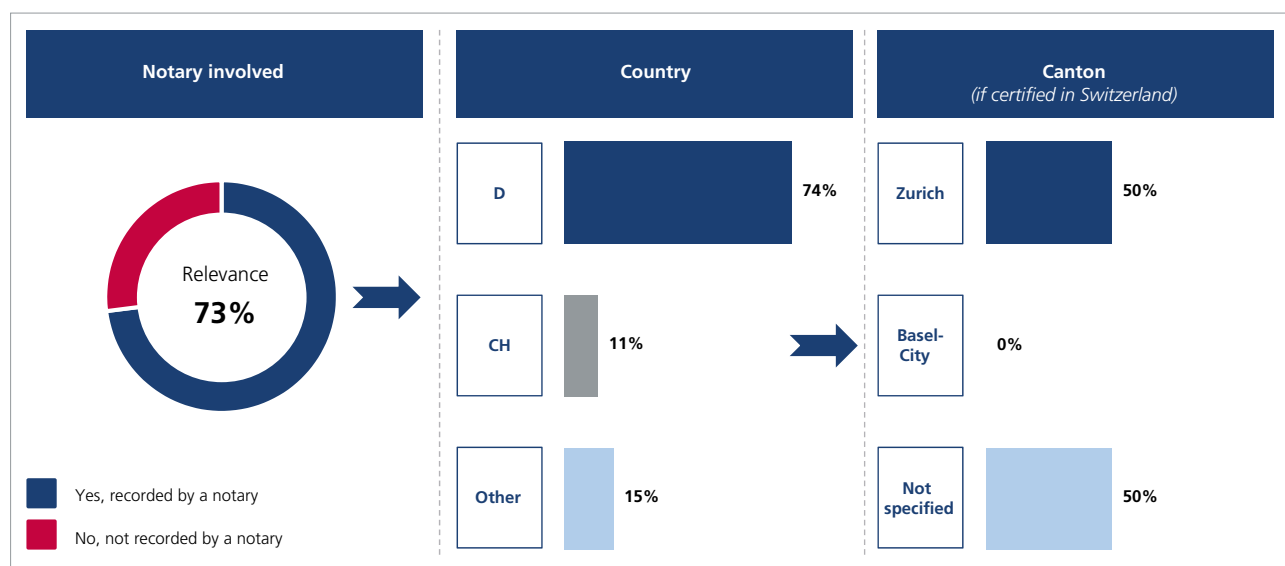 Notary involved
Country
Canton
(if certified in Switzerland)
Relevance
73%
Yes, recorded by a notary
No, not recorded by a notary
D
74%
CH
11%
Other
15%
Zurich
50%
Basel-
City
0%
Not
specified
50%